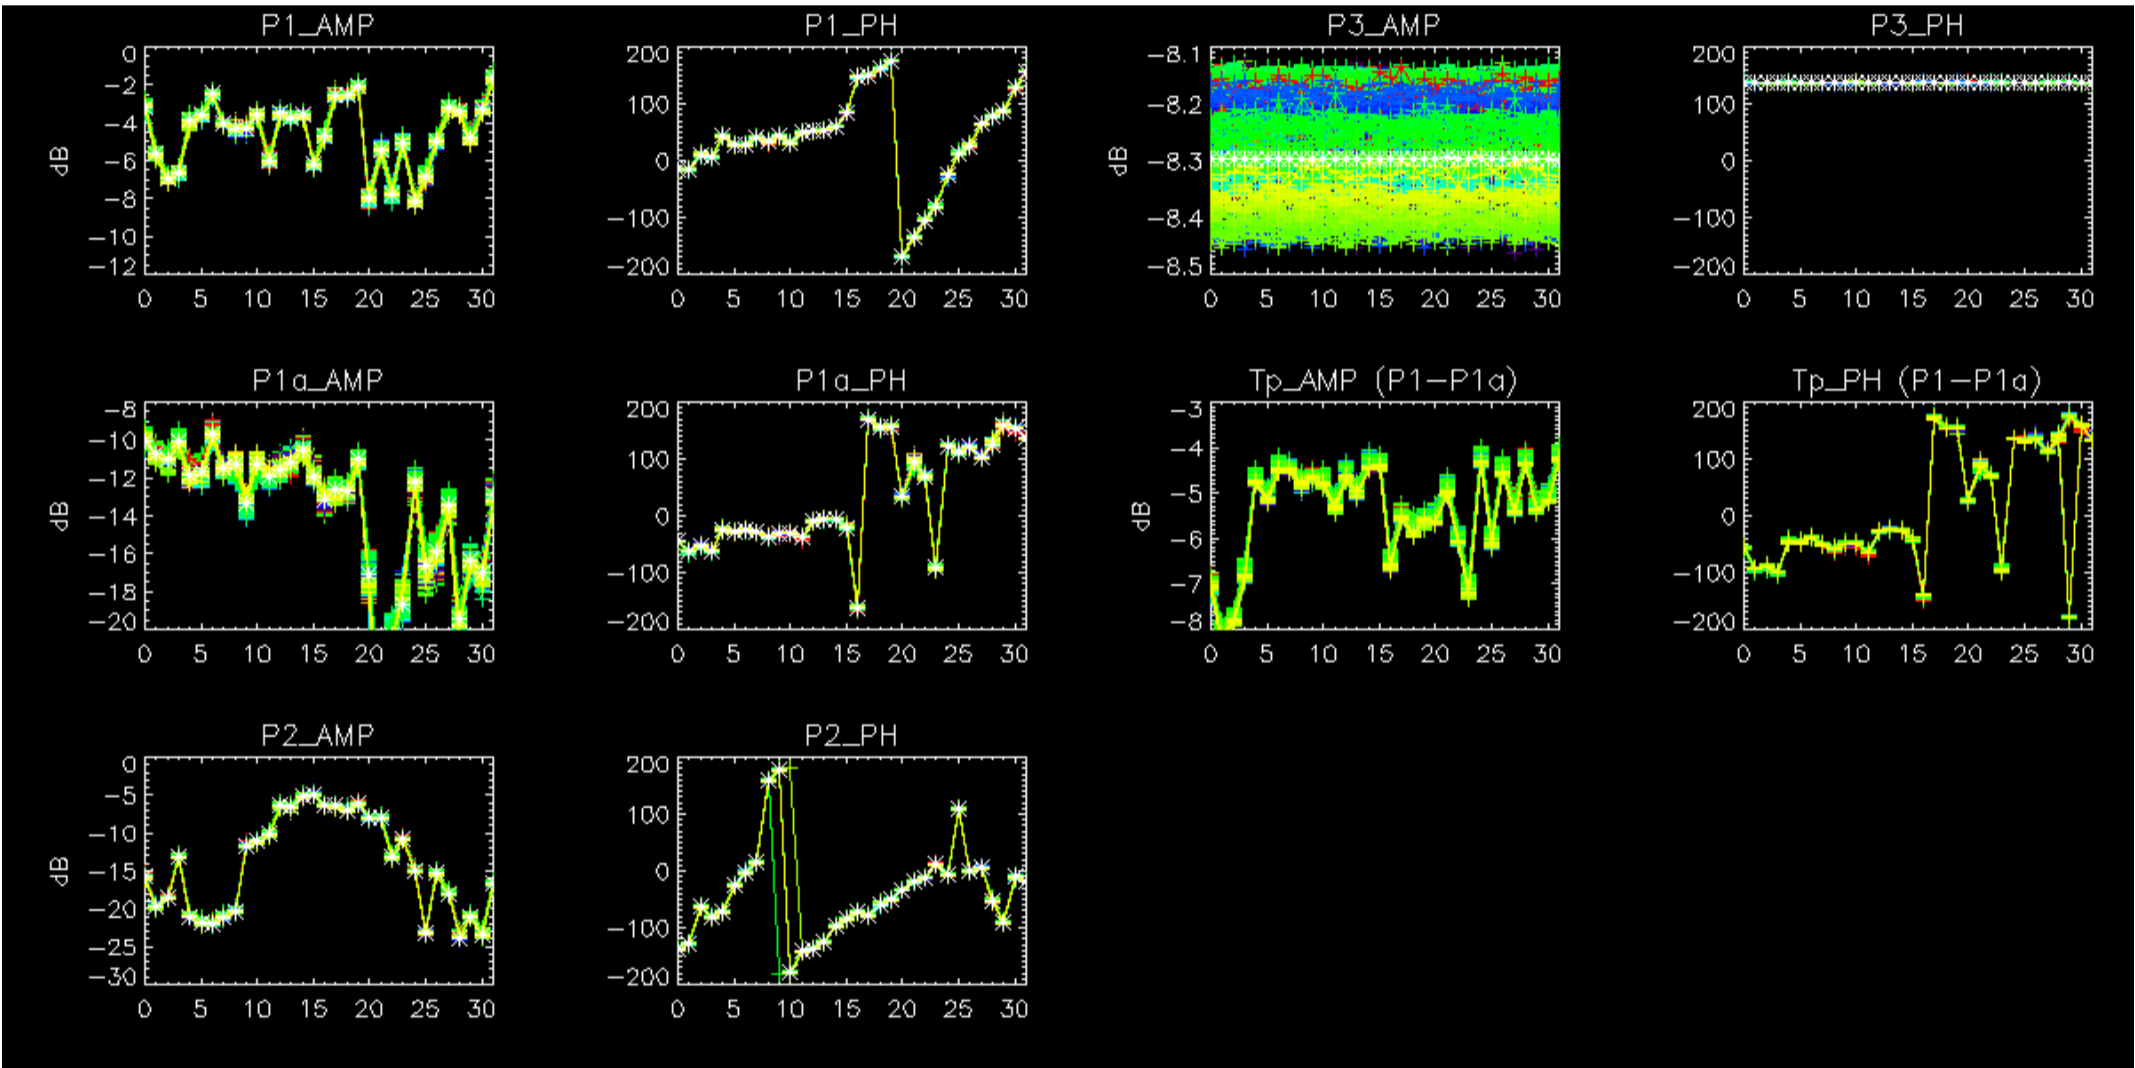 P1_AMP
P1_PH
P3_AMP
P3_PH
0
−2
−4
−6
−8
−10
−12
dB
0 5 10 15 20 25 30
200
100
0
−100
−200
0 5 10 15 20 25 30
−8.1
−8.2
−8.3
−8.4
−8.5
dB
0 5 10 15 20 25 30
200
100
0
−100
−200
0 5 10 15 20 25 30
P1a_AMP
P1a_PH
Tp_AMP (P1−P1a)
Tp_PH (P1−P1a)
−8
−10
−12
−14
−16
−18
−20
dB
0 5 10 15 20 25 30
200
100
0
−100
−200
0 5 10 15 20 25 30
−3
−4
−5
−6
−7
−8
dB
0 5 10 15 20 25 30
200
100
0
−100
−200
0 5 10 15 20 25 30
P2_AMP
P2_PH
0
−5
−10
−15
−20
−25
−30
dB
0 5 10 15 20 25 30
200
100
0
−100
−200
0 5 10 15 20 25 30